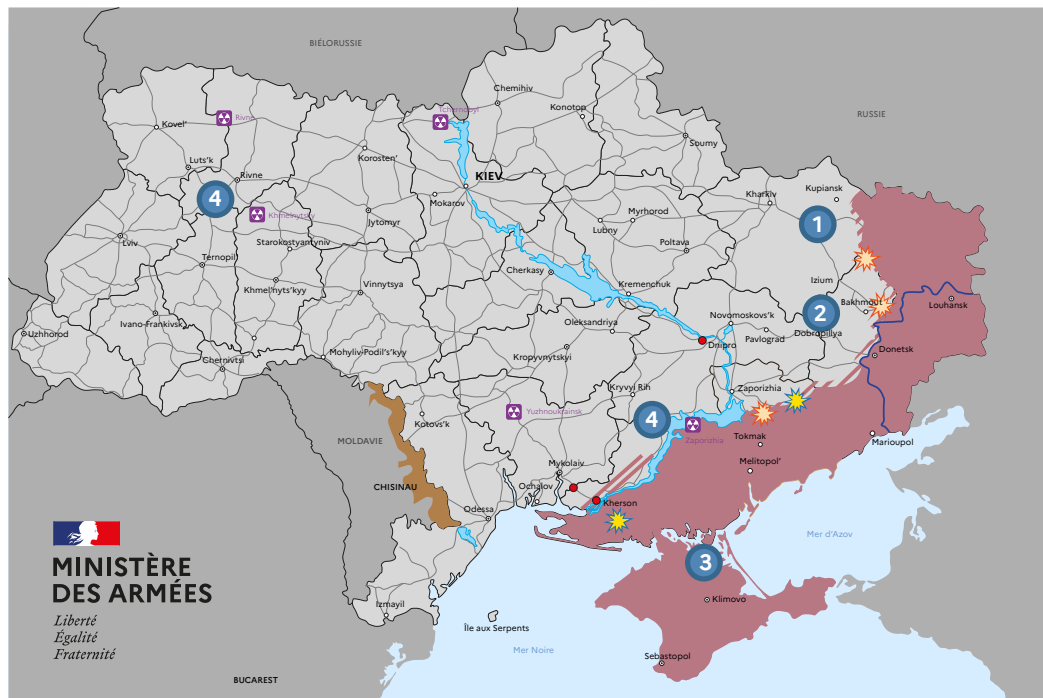 BIÉLORUSSIE
Chemihiv
Tchernobyl
Konotop
RUSSIE
Rivne
Kovel'
Soumy
Korosten'
Luts'k
Rivne
KIEV
Kharkiv
Kupiansk
4
Mokarov
Khmelnytsky
Jytomyr
Myrhorod
Lubny
1
Lviv
Starokostyantyniv
Poltava
Ternopil
Cherkasy
Izium
Khmel'nyts'kyy
Vinnytsya
Kremenchuk
Bakhmout
Louhansk
2
Novomoskovs'k
Ivano-Frankivsk
Oleksandriya
Dobropillya
Uzhhorod
Pavlograd
Dnipro
Donetsk
Chernivtsi
Mohyliv-Podil's'kyy
Kropyvnytskyi
Kryvyi Rih
Zaporizhia
Yuzhnoukrainsk
4
Kotovs'k
Zaporizhia
Tokmak
Marioupol
MOLDAVIE
Mykolaiv
Melitopol'
CHISINAU
Ochalov
Kherson
Odessa
Mer d'Azov
3
MINISTÈRE
DES ARMÉES
Liberté
Égalité
Fraternité
Izmayil
Île aux Serpents
Klimovo
Mer Noire
Sebastopol
BUCAREST